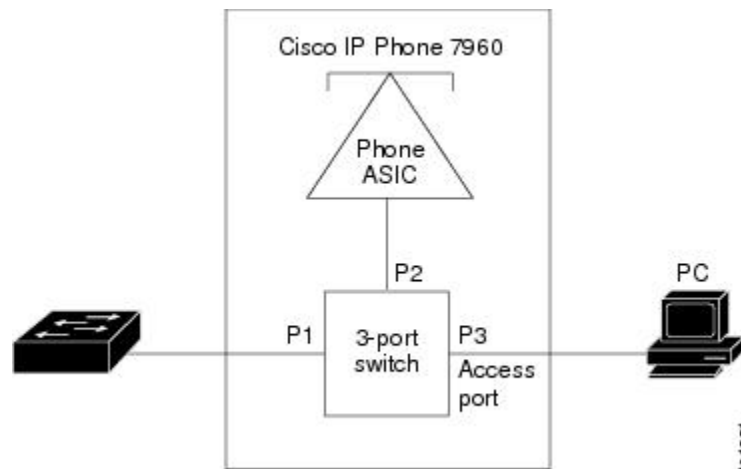 Cisco IP Phone 7960
Phone
ASIC
P2
PC
P1
3-port
switch
P3
Access
port